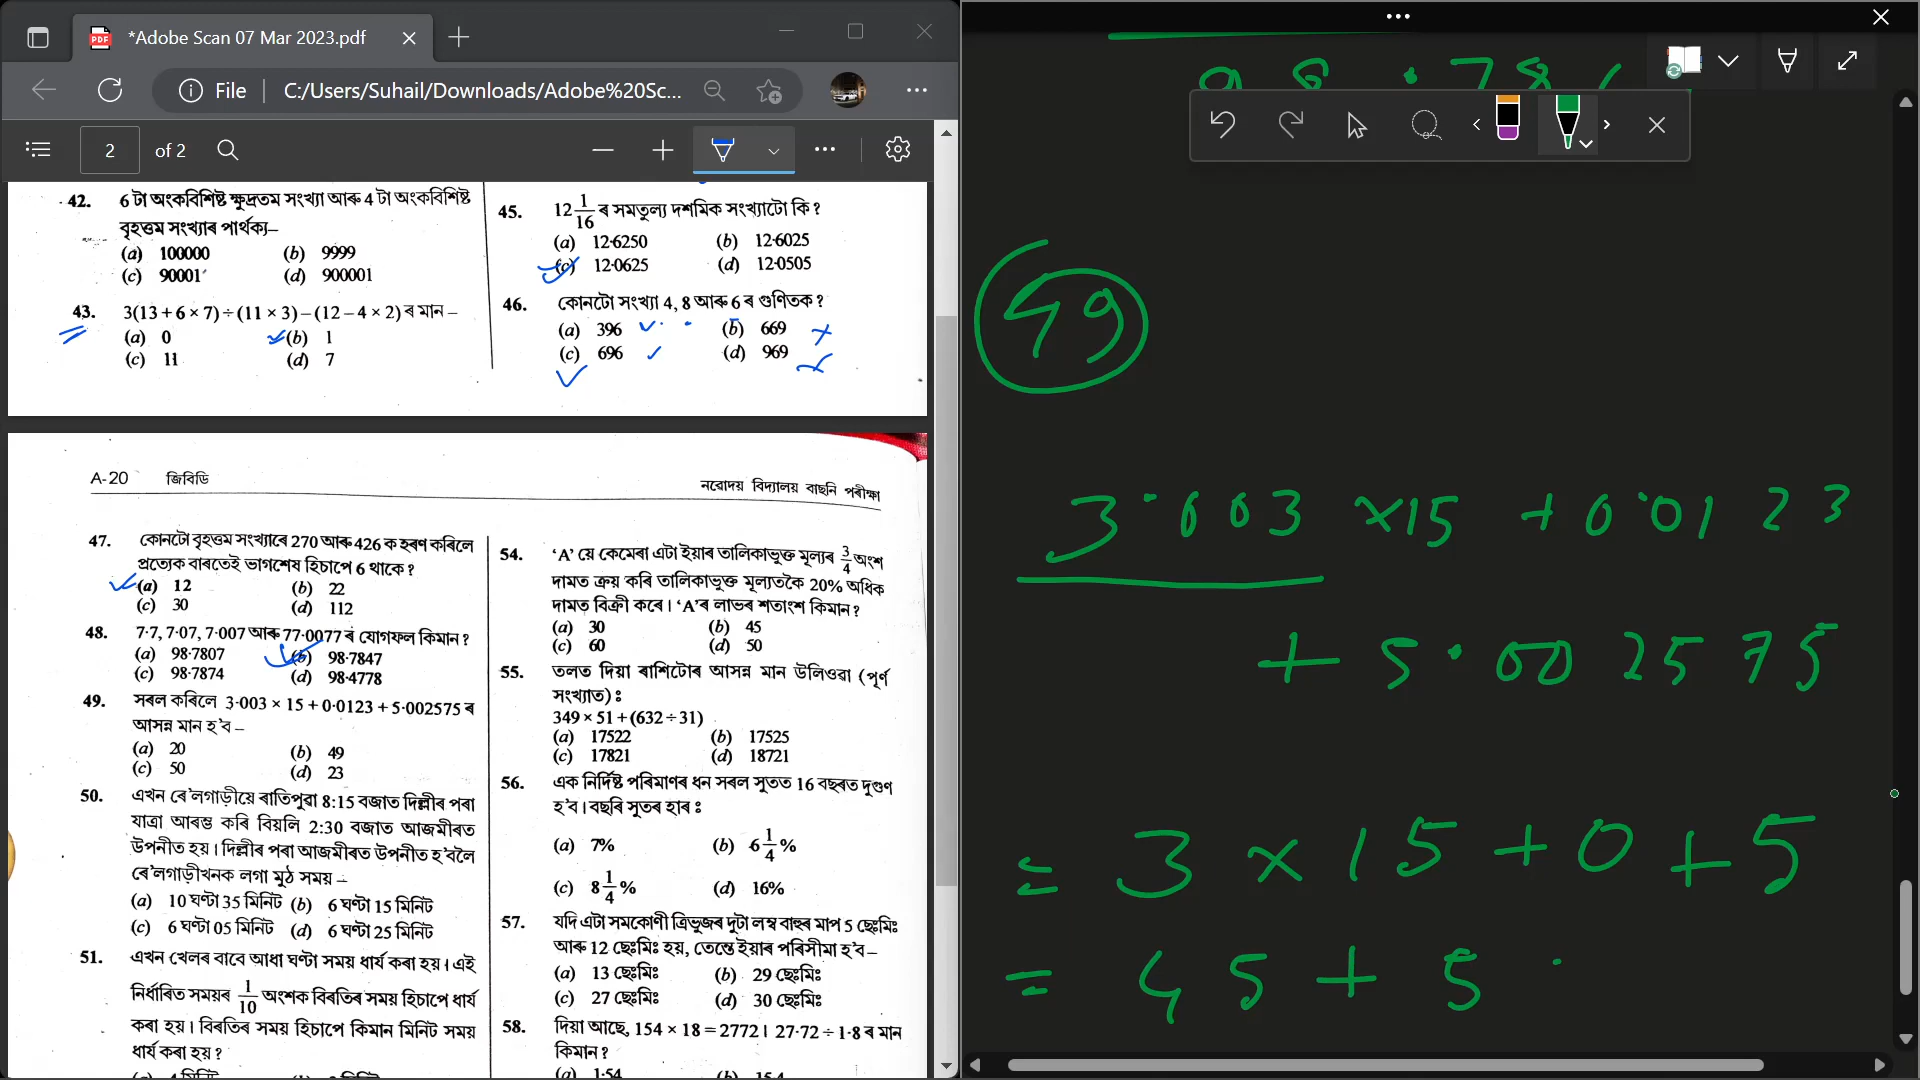 *Adobe Scan 07 Mar 2023.pdf
File | C:/Users/Suhail/Downloads/Adobe%20Sc...
2 of 2
42. 6 টা অংকবিশিষ্ট ক্ষুদ্ৰতম সংখ্যা আৰু 4 টা অংকবিশিষ্ট
বৃহত্তম সংখ্যাৰ পাৰ্থক্য–
(a) 100000 (b) 9999
(c) 90001 (d) 900001
43. 3(13 + 6 × 7) ÷ (11 × 3) – (12 – 4 × 2) ৰ মান –
(a) 0 (b) 1
(c) 11 (d) 7
45. 12 1/16 ৰ সমতুল্য দশমিক সংখ্যাটো কি ?
(a) 12·6250 (b) 12·6025
(c) 12·0625 (d) 12·0505
46. কোনটো সংখ্যা 4, 8 আৰু 6 ৰ গুণিতক ?
(a) 396 (b) 669
(c) 696 (d) 969
A-20 জিবিডি নৱোদয় বিদ্যালয় বাছনি পৰীক্ষা
47. কোনটো বৃহত্তম সংখ্যাৰে 270 আৰু 426 ক হৰণ কৰিলে
প্ৰত্যেক বাৰতেই ভাগশেষ হিচাপে 6 থাকে ?
(a) 12 (b) 22
(c) 30 (d) 112
48. 7·7, 7·07, 7·007 আৰু 77·0077 ৰ যোগফল কিমান ?
(a) 98·7807 (b) 98·7847
(c) 98·7874 (d) 98·4778
49. সৰল কৰিলে 3·003 × 15 + 0·0123 + 5·002575 ৰ
আসন্ন মান হ'ব –
(a) 20 (b) 49
(c) 50 (d) 23
50. এখন ৰে'লগাড়ীয়ে ৰাতিপুৱা 8:15 বজাত দিল্লীৰ পৰা
যাত্ৰা আৰম্ভ কৰি বিয়লি 2:30 বজাত আজমীৰত
উপনীত হয়। দিল্লীৰ পৰা আজমীৰত উপনীত হ'বলৈ
ৰে'লগাড়ীখনক লগা মুঠ সময় –
(a) 10 ঘণ্টা 35 মিনিট (b) 6 ঘণ্টা 15 মিনিট
(c) 6 ঘণ্টা 05 মিনিট (d) 6 ঘণ্টা 25 মিনিট
51. এখন খেলৰ বাবে আধা ঘণ্টা সময় ধাৰ্য কৰা হয়। এই
নিৰ্ধাৰিত সময়ৰ 1/10 অংশক বিৰতিৰ সময় হিচাপে ধাৰ্য
কৰা হয়। বিৰতিৰ সময় হিচাপে কিমান মিনিট সময়
ধাৰ্য কৰা হয় ?
54. 'A' য়ে কেমেৰা এটা ইয়াৰ তালিকাভুক্ত মূল্যৰ 3/4 অংশ
দামত ক্ৰয় কৰি তালিকাভুক্ত মূল্যতকৈ 20% অধিক
দামত বিক্ৰী কৰে। 'A'ৰ লাভৰ শতাংশ কিমান ?
(a) 30 (b) 45
(c) 60 (d) 50
55. তলত দিয়া ৰাশিটোৰ আসন্ন মান উলিওৱা (পূৰ্ণ
সংখ্যাত) ঃ
349 × 51 + (632 ÷ 31)
(a) 17522 (b) 17525
(c) 17821 (d) 18721
56. এক নিৰ্দিষ্ট পৰিমাণৰ ধন সৰল সুতত 16 বছৰত দুগুণ
হ'ব। বছৰি সুতৰ হাৰ ঃ
(a) 7% (b) 6 1/4 %
(c) 8 1/4 % (d) 16%
57. যদি এটা সমকোণী ত্ৰিভুজৰ দুটা লম্ব বাহুৰ মাপ 5 ছেঃমিঃ
আৰু 12 ছেঃমিঃ হয়, তেন্তে ইয়াৰ পৰিসীমা হ'ব–
(a) 13 ছেঃমিঃ (b) 29 ছেঃমিঃ
(c) 27 ছেঃমিঃ (d) 30 ছেঃমিঃ
58. দিয়া আছে, 154 × 18 = 2772। 27·72 ÷ 1·8 ৰ মান
কিমান ?
(a) 1·54 (b) 15·4
49
3·003 ×15 + 0·0123
+ 5·002575
= 3 × 15 + 0 + 5
= 45 + 5